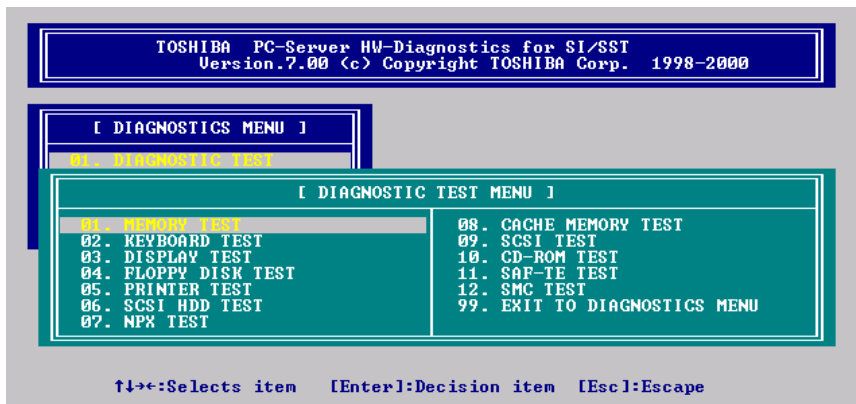 TOSHIBA PC-Server HW-Diagnostics for SI/SST
Version.7.00 (c) Copyright TOSHIBA Corp. 1998-2000
[ DIAGNOSTICS MENU ]
01. DIAGNOSTIC TEST
[ DIAGNOSTIC TEST MENU ]
01. MEMORY TEST
02. KEYBOARD TEST
03. DISPLAY TEST
04. FLOPPY DISK TEST
05. PRINTER TEST
06. SCSI HDD TEST
07. NPX TEST
08. CACHE MEMORY TEST
09. SCSI TEST
10. CD-ROM TEST
11. SAF-TE TEST
12. SMC TEST
99. EXIT TO DIAGNOSTICS MENU
↑↓→←:Selects item [Enter]:Decision item [Esc]:Escape